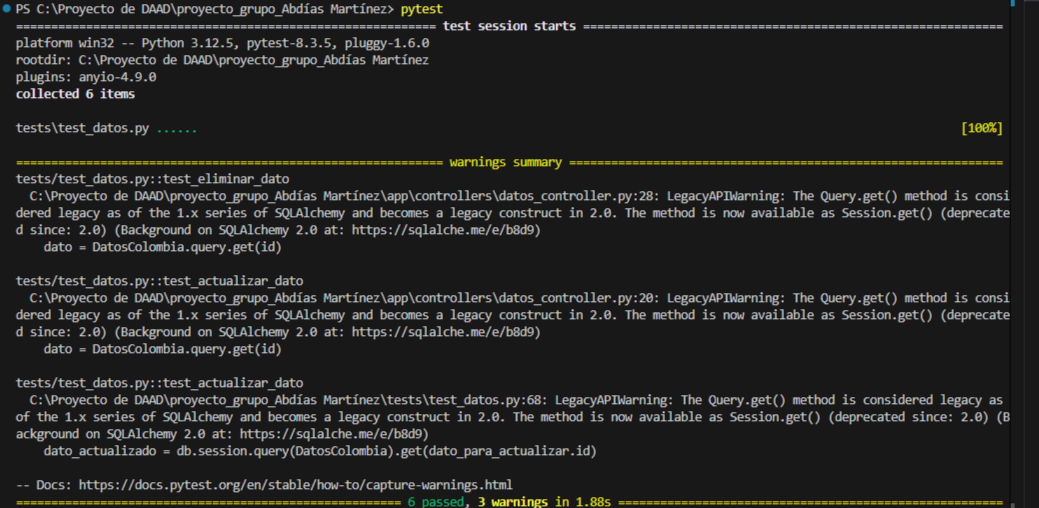 PS C:\Proyecto de DAAD\proyecto_grupo_Abdías Martínez> pytest
============================================================ test session starts ============================================================
platform win32 -- Python 3.12.5, pytest-8.3.5, pluggy-1.6.0
rootdir: C:\Proyecto de DAAD\proyecto_grupo_Abdías Martínez
plugins: anyio-4.9.0
collected 6 items
tests\test_datos.py ...... [100%]
============================================================= warnings summary ==============================================================
tests/test_datos.py::test_eliminar_dato
C:\Proyecto de DAAD\proyecto_grupo_Abdías Martínez\app\controllers\datos_controller.py:28: LegacyAPIWarning: The Query.get() method is consi
dered legacy as of the 1.x series of SQLAlchemy and becomes a legacy construct in 2.0. The method is now available as Session.get() (deprecate
d since: 2.0) (Background on SQLAlchemy 2.0 at: https://sqlalche.me/e/b8d9)
dato = DatosColombia.query.get(id)
tests/test_datos.py::test_actualizar_dato
C:\Proyecto de DAAD\proyecto_grupo_Abdías Martínez\app\controllers\datos_controller.py:20: LegacyAPIWarning: The Query.get() method is consi
dered legacy as of the 1.x series of SQLAlchemy and becomes a legacy construct in 2.0. The method is now available as Session.get() (deprecate
d since: 2.0) (Background on SQLAlchemy 2.0 at: https://sqlalche.me/e/b8d9)
dato = DatosColombia.query.get(id)
tests/test_datos.py::test_actualizar_dato
C:\Proyecto de DAAD\proyecto_grupo_Abdías Martínez\tests\test_datos.py:68: LegacyAPIWarning: The Query.get() method is considered legacy as
of the 1.x series of SQLAlchemy and becomes a legacy construct in 2.0. The method is now available as Session.get() (deprecated since: 2.0) (B
ackground on SQLAlchemy 2.0 at: https://sqlalche.me/e/b8d9)
dato_actualizado = db.session.query(DatosColombia).get(dato_para_actualizar.id)
-- Docs: https://docs.pytest.org/en/stable/how-to/capture-warnings.html
======================================================= 6 passed, 3 warnings in 1.88s =======================================================